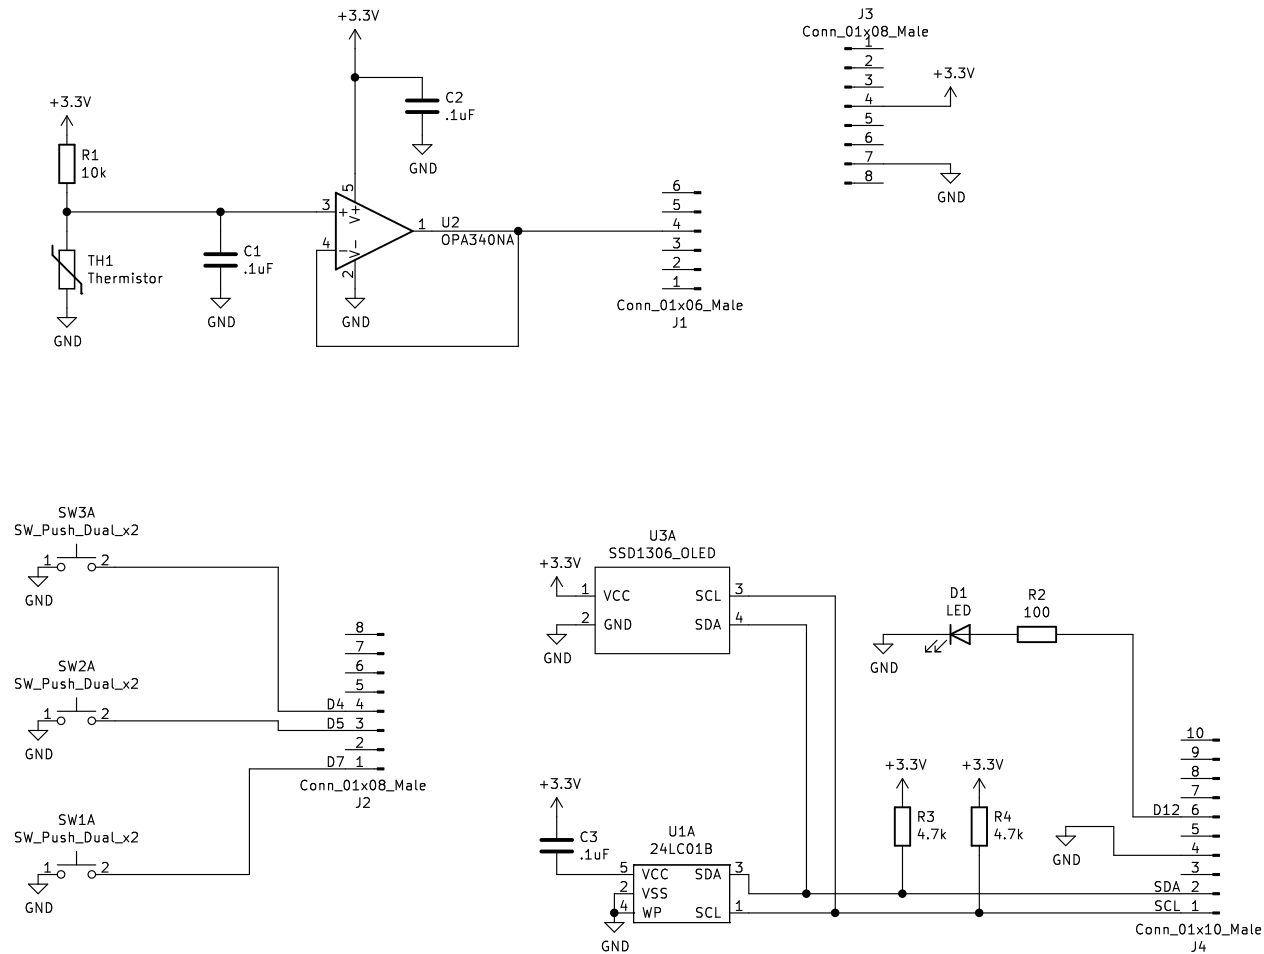 +3.3V
J3
Conn_01x08_Male
1
2
3
4
5
6
7
8
+3.3V
GND
C2
.1uF
GND
+3.3V
R1
10k
TH1
Thermistor
GND
C1
.1uF
GND
3
+
4
−
5
V+
V−
2
GND
1
U2
OPA340NA
6
5
4
3
2
1
Conn_01x06_Male
J1
SW3A
SW_Push_Dual_x2
1
2
GND
SW2A
SW_Push_Dual_x2
1
2
GND
SW1A
SW_Push_Dual_x2
1
2
GND
8
7
6
5
D4 4
D5 3
2
D7 1
Conn_01x08_Male
J2
U3A
SSD1306_OLED
+3.3V
1 VCC SCL 3
2 GND SDA 4
GND
D1
LED
GND
R2
100
+3.3V
C3
.1uF
U1A
24LC01B
5 VCC SDA 3
2 VSS
4 WP SCL 1
GND
+3.3V
R3
4.7k
+3.3V
R4
4.7k
GND
10
9
8
7
D12 6
5
4
3
SDA 2
SCL 1
Conn_01x10_Male
J4